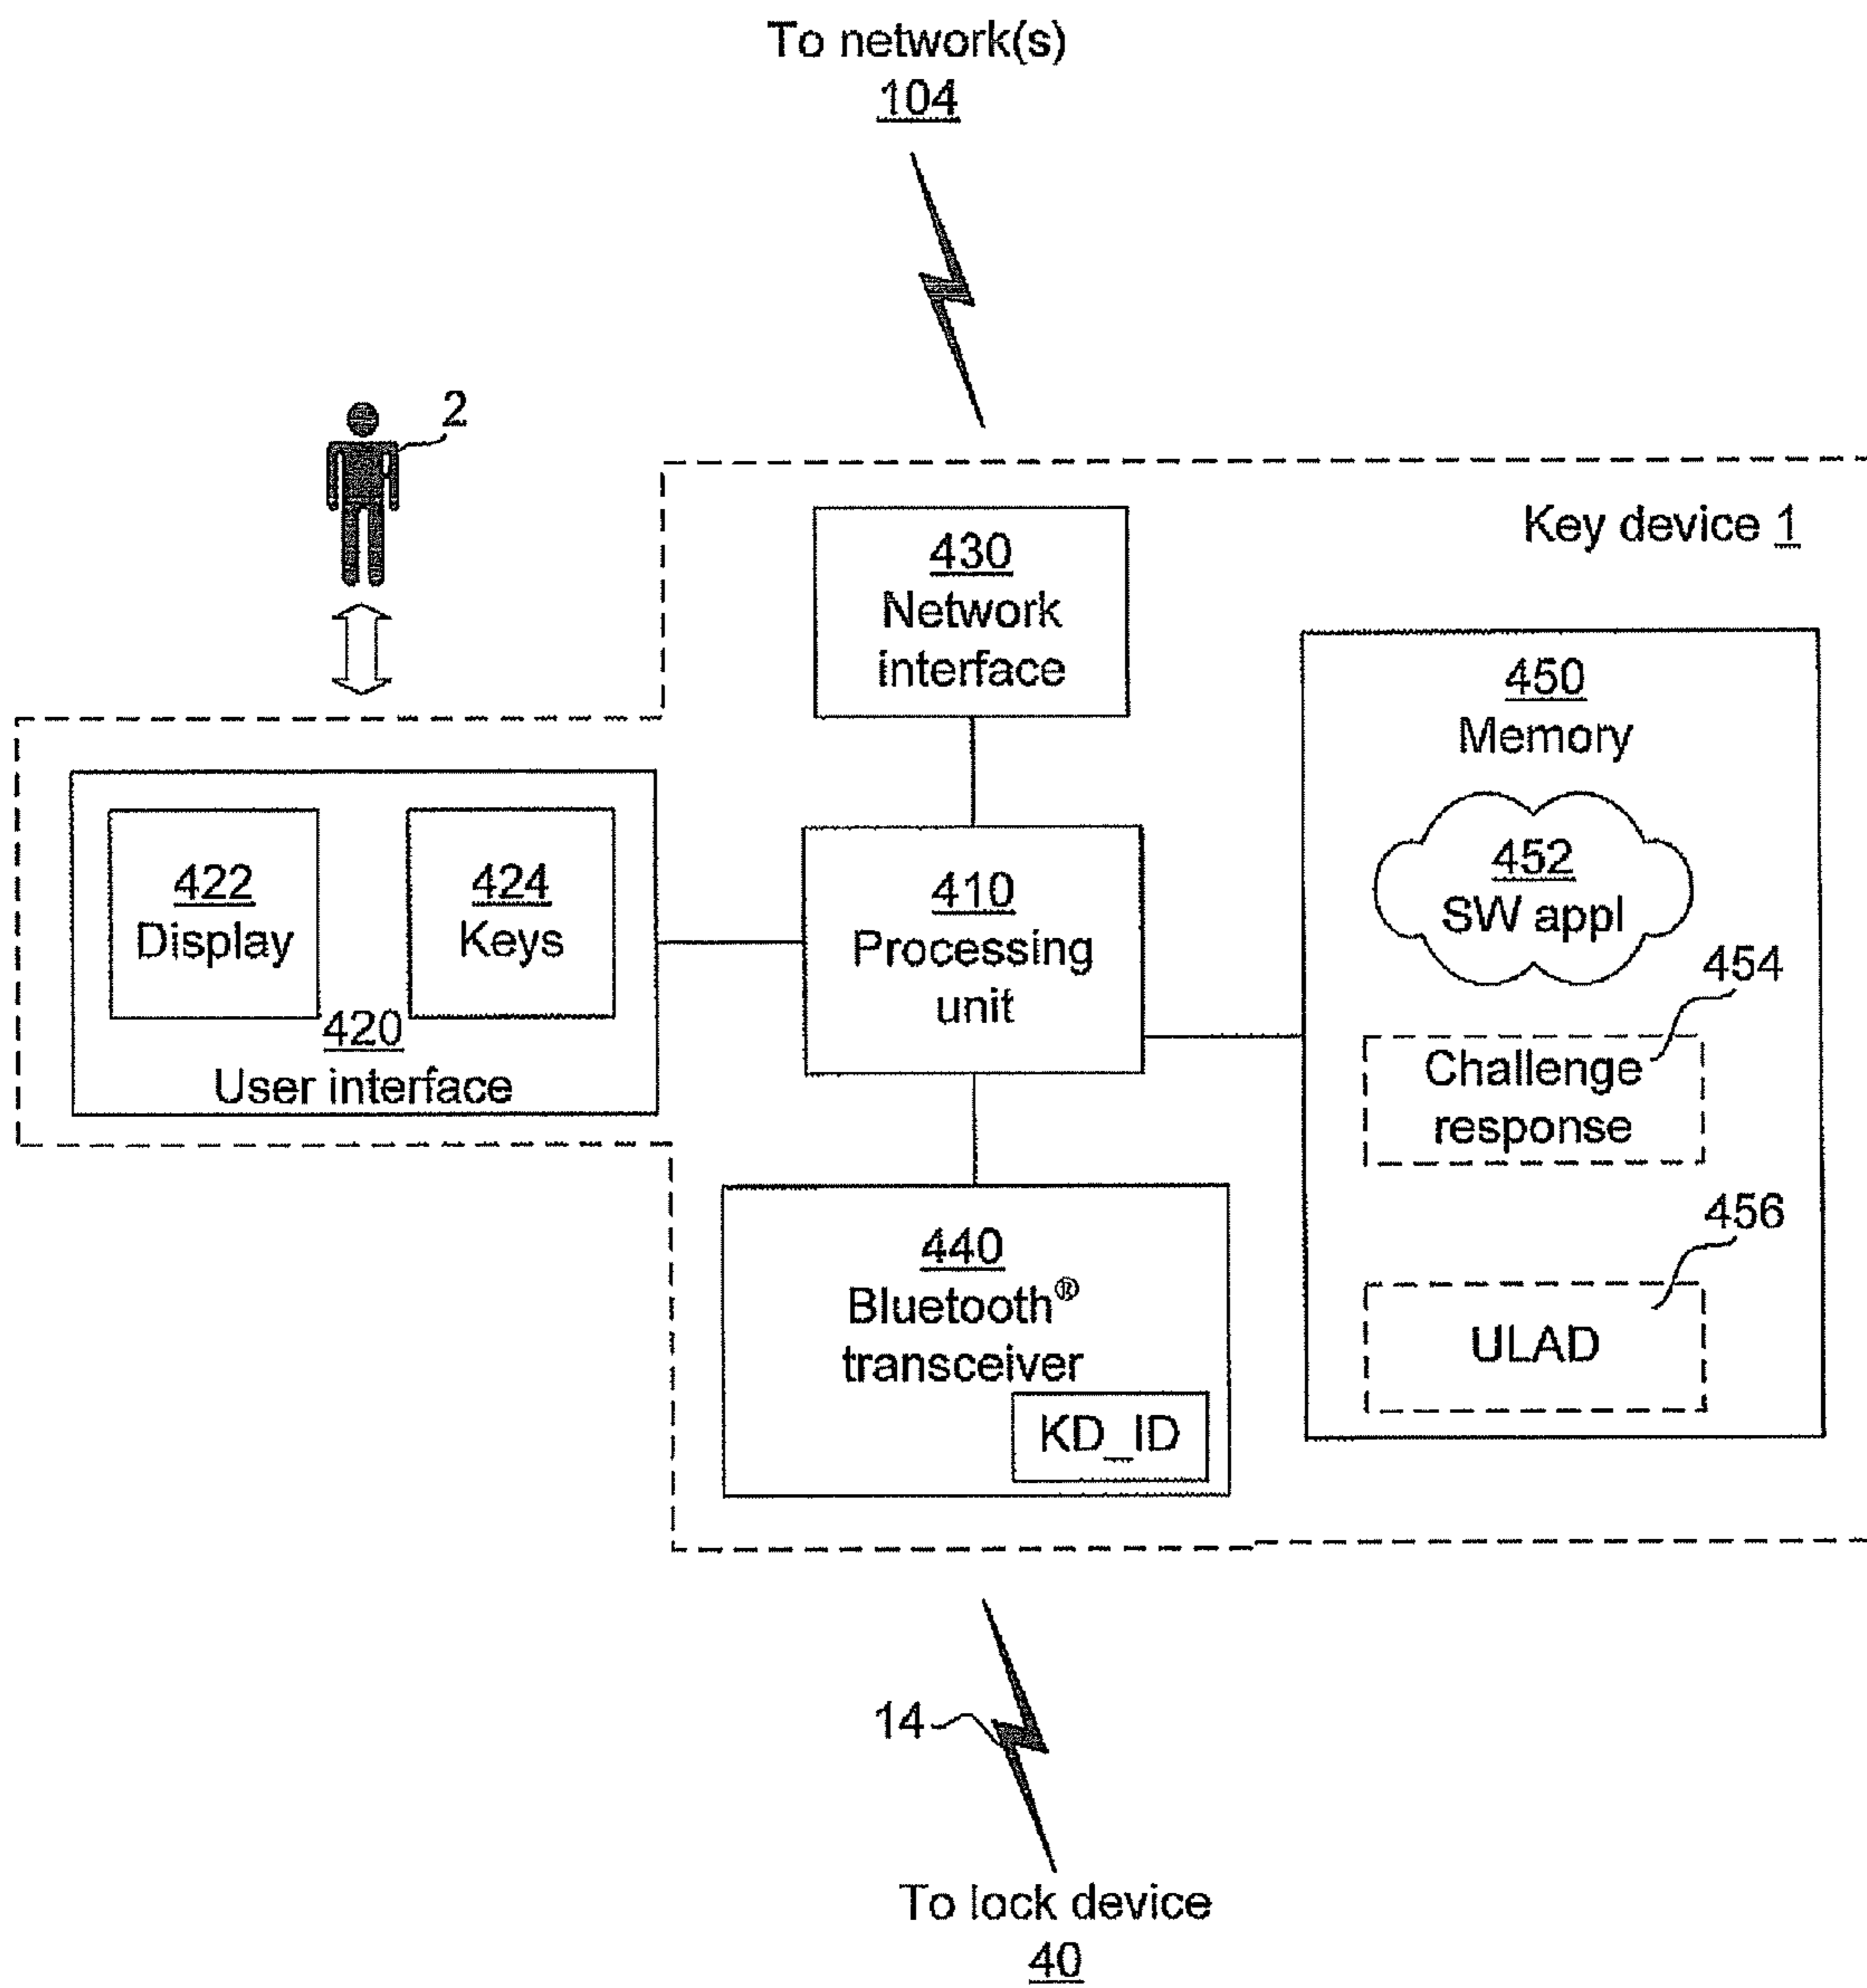 To network(s)
104
2
Key device 1
430
Network
interface
450
Memory
422
Display
424
Keys
420
User interface
410
Processing
unit
452
SW appl
454
Challenge
response
456
ULAD
440
Bluetooth®
transceiver
KD_ID
14
To lock device
40